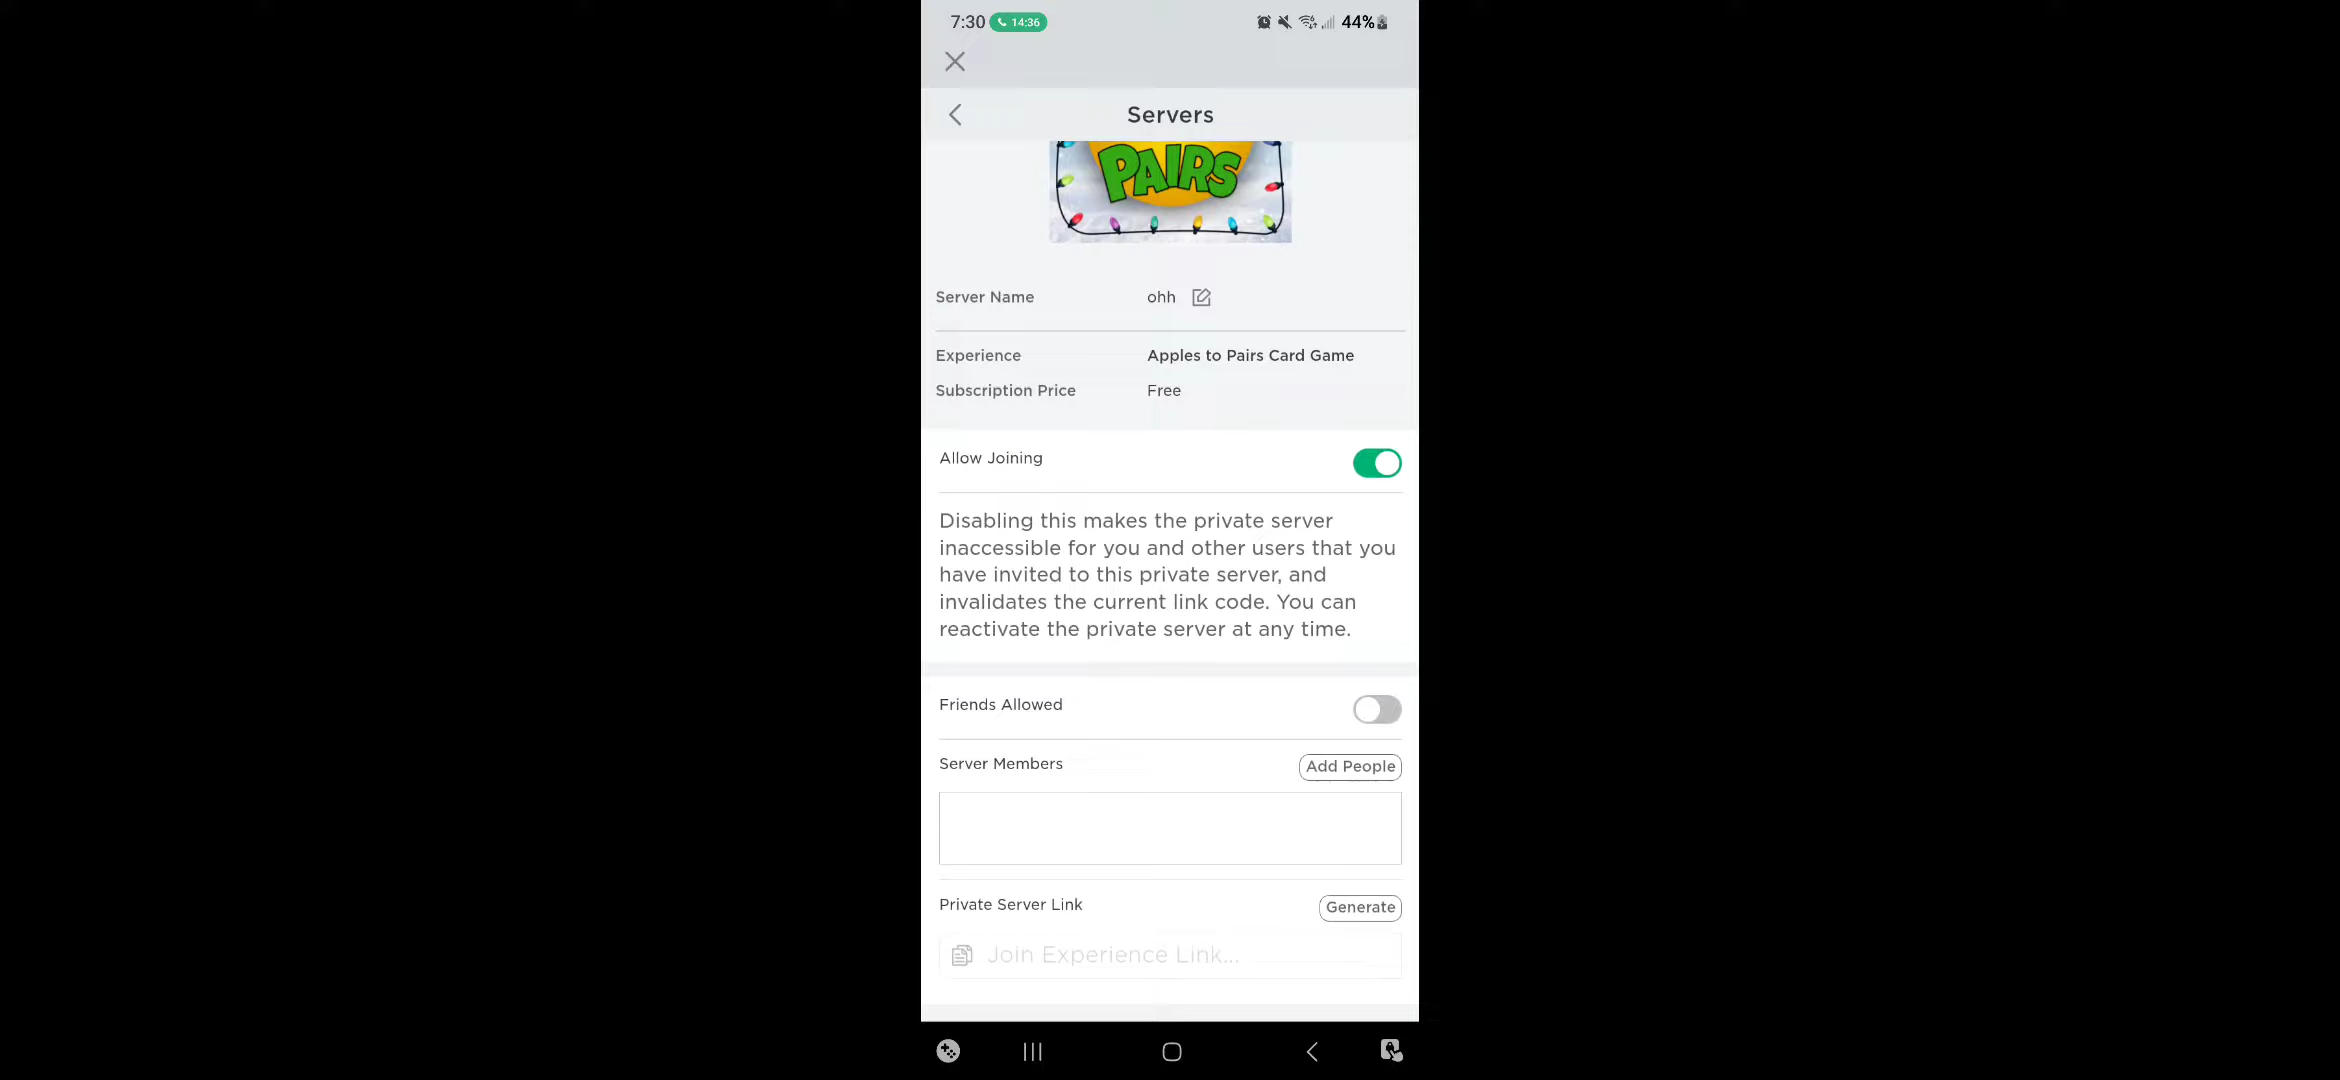 7:30 14:36 44%
Servers
PAIRS
Server Name ohh
Experience Apples to Pairs Card Game
Subscription Price Free
Allow Joining
Disabling this makes the private server
inaccessible for you and other users that you
have invited to this private server, and
invalidates the current link code. You can
reactivate the private server at any time.
Friends Allowed
Server Members Add People
Private Server Link Generate
Join Experience Link...